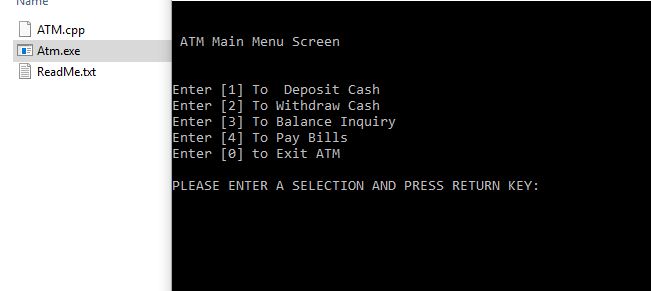 Name
ATM.cpp
Atm.exe
ReadMe.txt
ATM Main Menu Screen
Enter [1] To  Deposit Cash
Enter [2] To Withdraw Cash
Enter [3] To Balance Inquiry
Enter [4] To Pay Bills
Enter [0] to Exit ATM
PLEASE ENTER A SELECTION AND PRESS RETURN KEY: